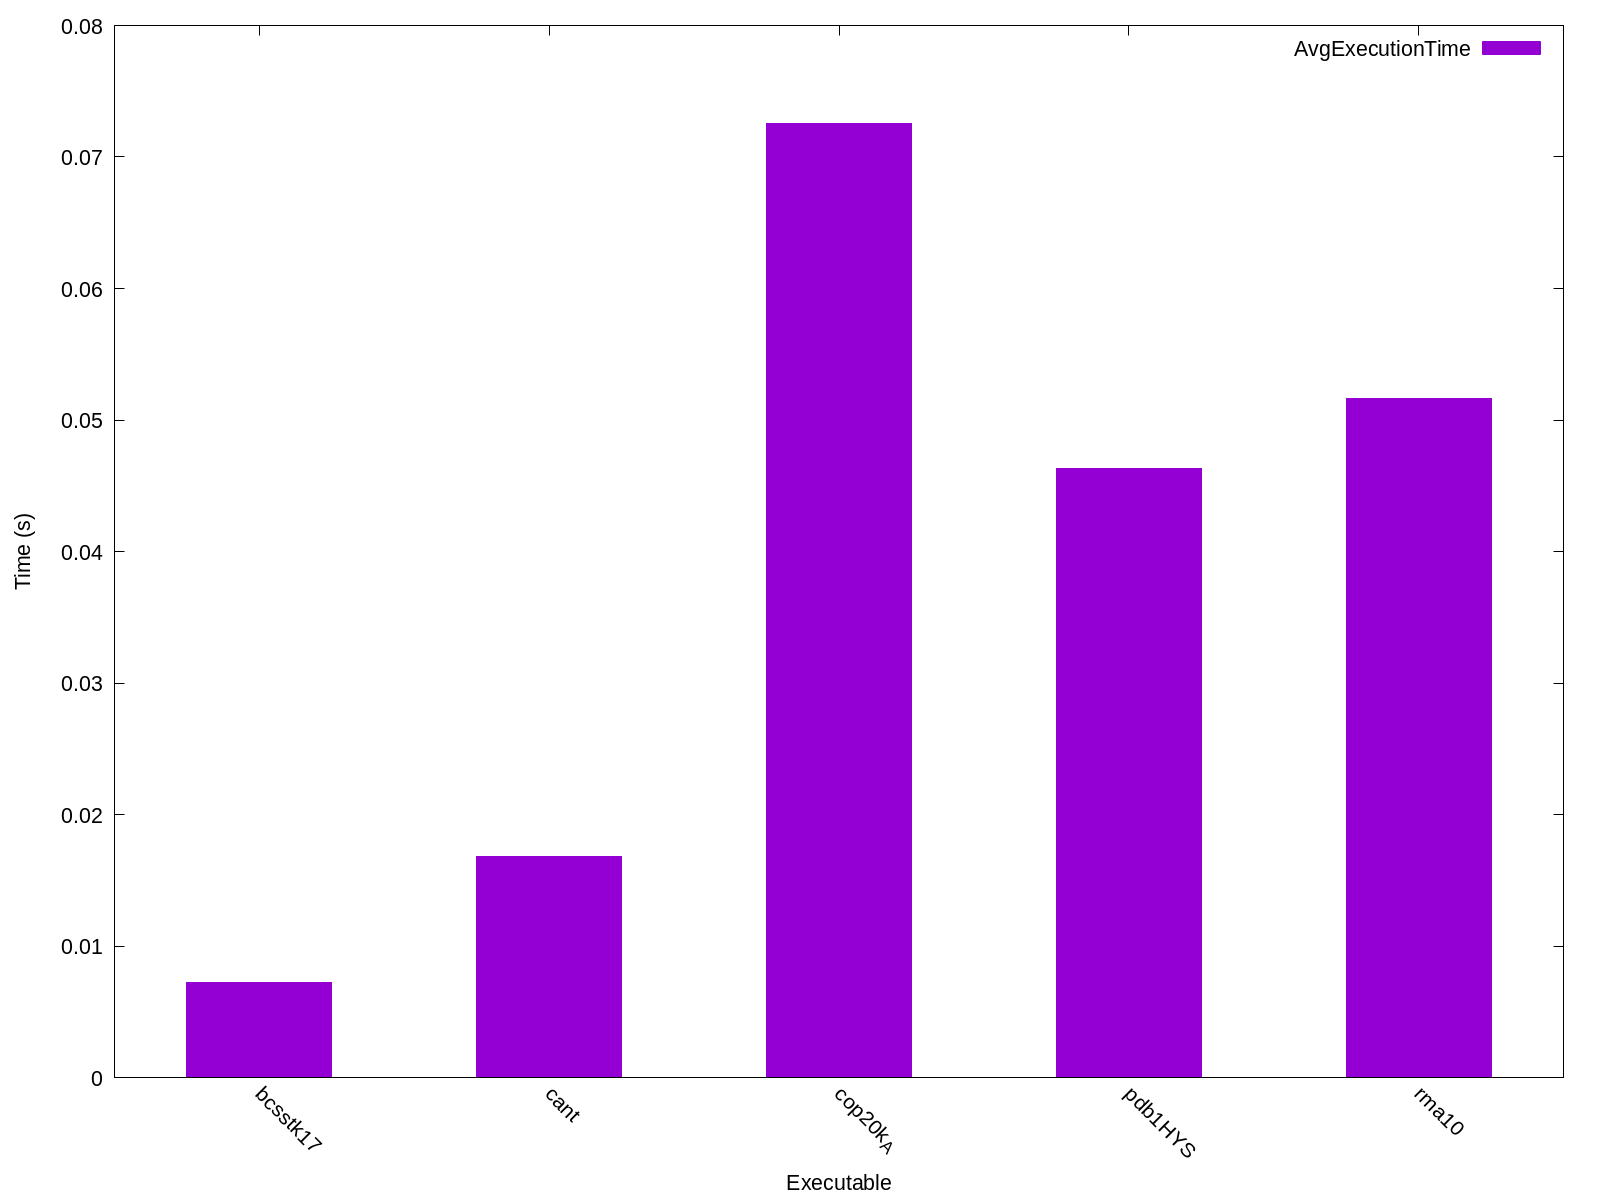 0.08
AvgExecutionTime
0.07
0.06
0.05
0.04
0.03
0.02
0.01
0
Time (s)
bcsstk17
cant
cop20kA
pdb1HYS
rma10
Executable